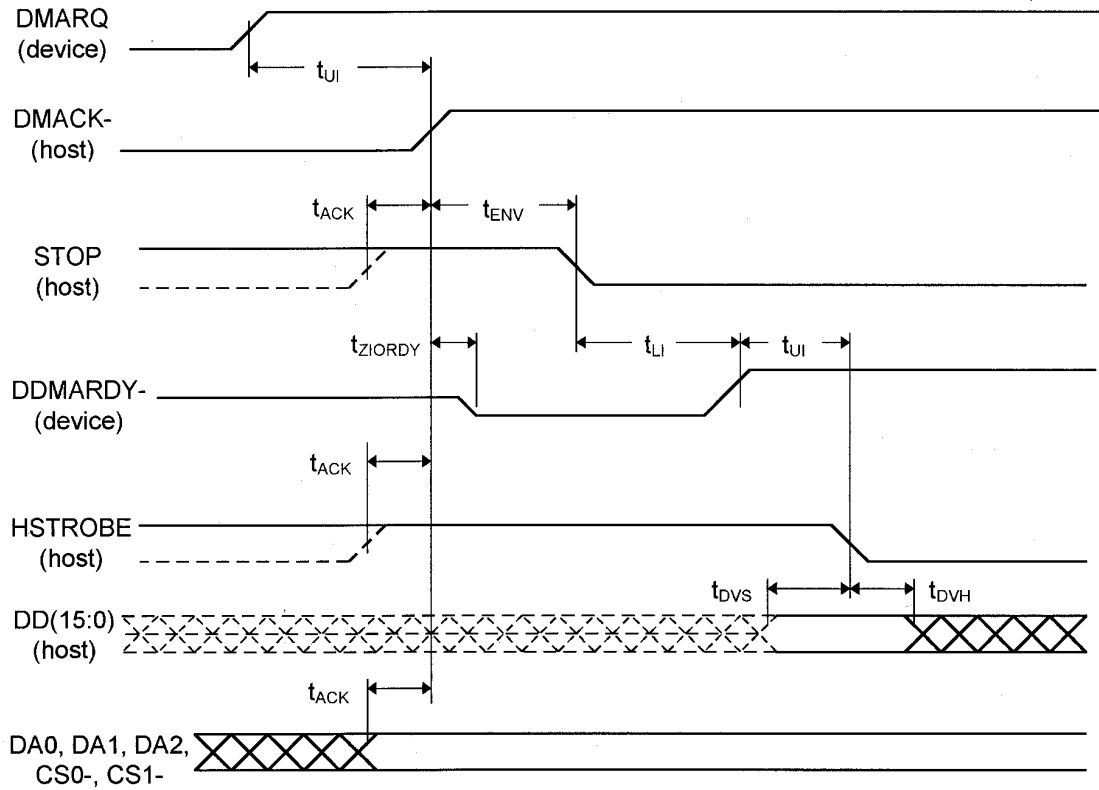 DMARQ
(device)
tUI
DMACK-
(host)
tACK
tENV
STOP
(host)
tZIORDY
tLI
tUI
DDMARDY-
(device)
tACK
HSTROBE
(host)
tDVS
tDVH
DD(15:0)
(host)
tACK
DA0, DA1, DA2,
CS0-, CS1-